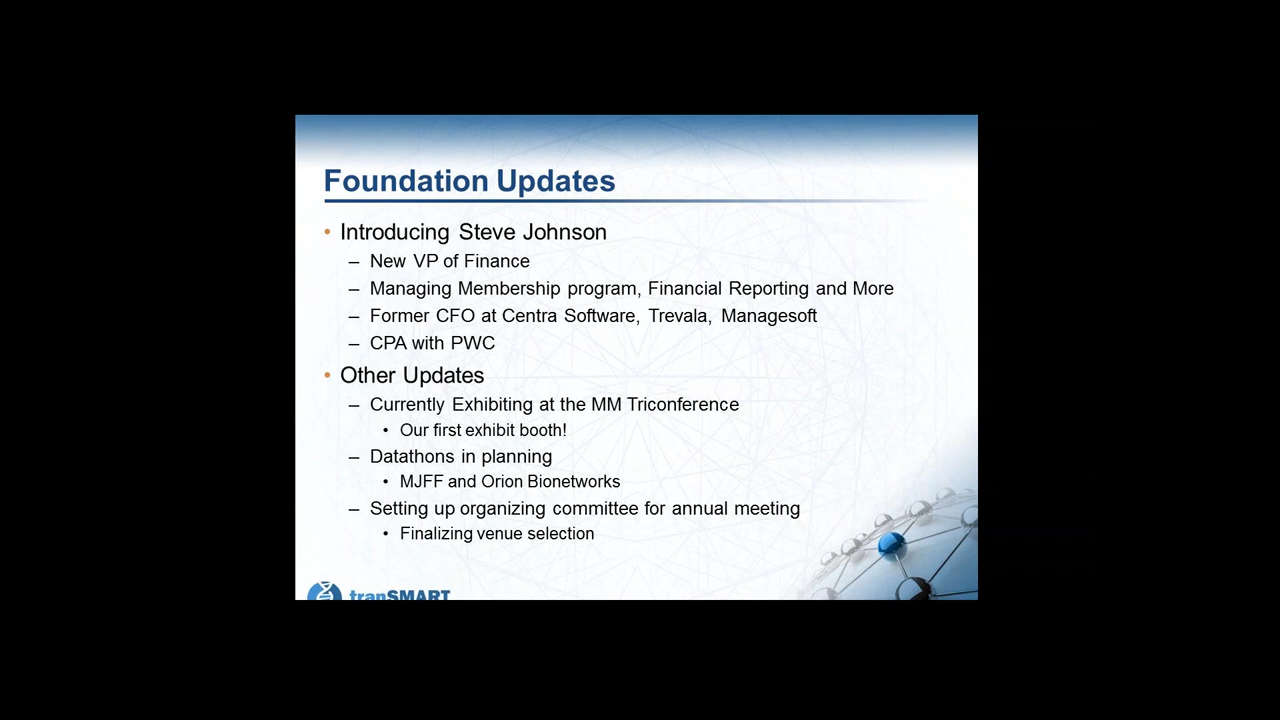 Foundation Updates
• Introducing Steve Johnson
– New VP of Finance
– Managing Membership program, Financial Reporting and More
– Former CFO at Centra Software, Trevala, Managesoft
– CPA with PWC
• Other Updates
– Currently Exhibiting at the MM Triconference
• Our first exhibit booth!
– Datathons in planning
• MJFF and Orion Bionetworks
– Setting up organizing committee for annual meeting
• Finalizing venue selection
tranSMART